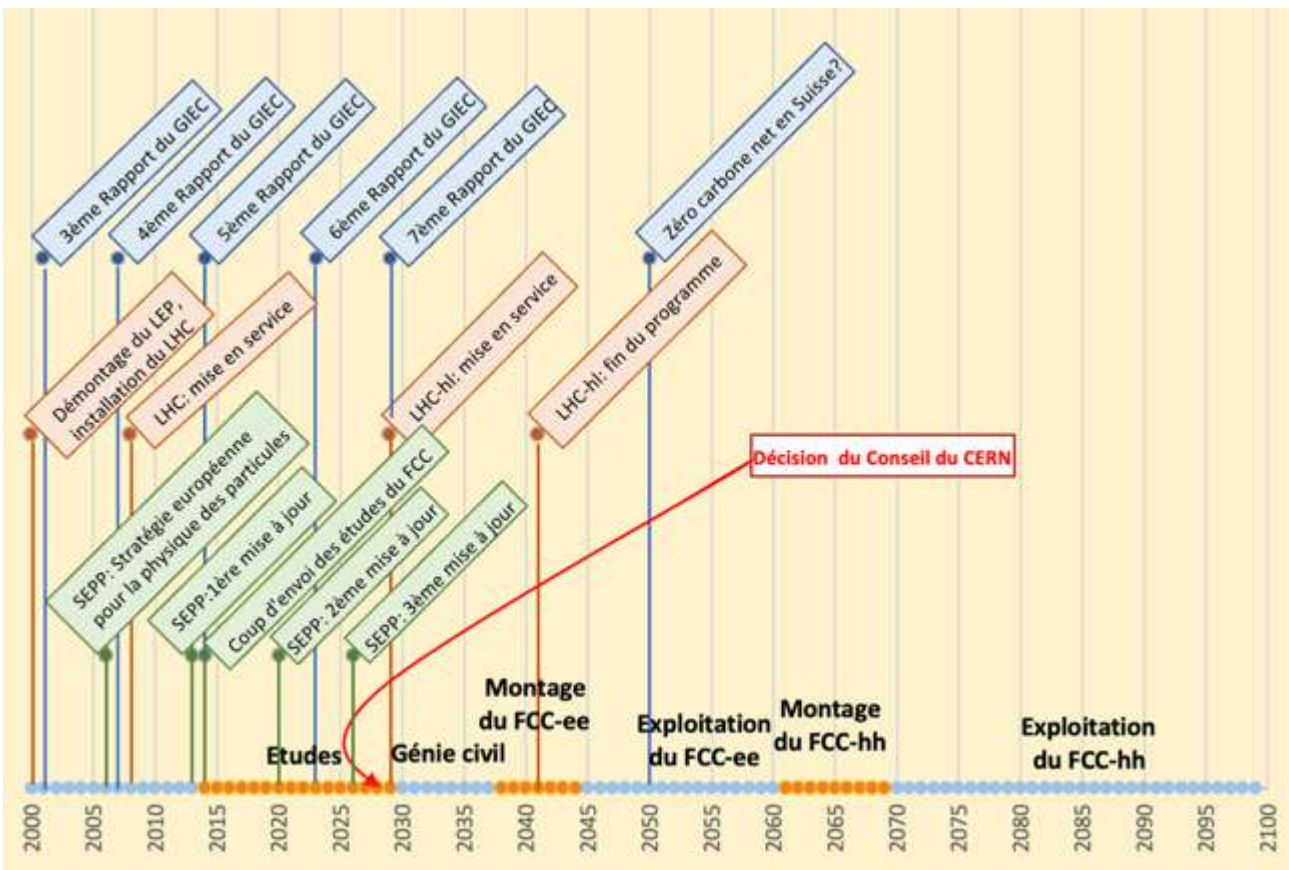 3ème Rapport du GIEC
4ème Rapport du GIEC
5ème Rapport du GIEC
6ème Rapport du GIEC
7ème Rapport du GIEC
Zéro carbone net en Suisse?
Démontage du LEP,
installation du LHC
LHC: mise en service
LHC-hl: mise en service
LHC-hl: fin du programme
Décision du Conseil du CERN
SEPP: Stratégie européenne
pour la physique des particules
SEPP:1ère mise à jour
Coup d'envoi des études du FCC
SEPP: 2ème mise à jour
SEPP: 3ème mise à jour
Etudes
Génie civil
Montage
du FCC-ee
Exploitation
du FCC-ee
Montage
du FCC-hh
Exploitation
du FCC-hh
2000
2005
2010
2015
2020
2025
2030
2035
2040
2045
2050
2055
2060
2065
2070
2075
2080
2085
2090
2095
2100